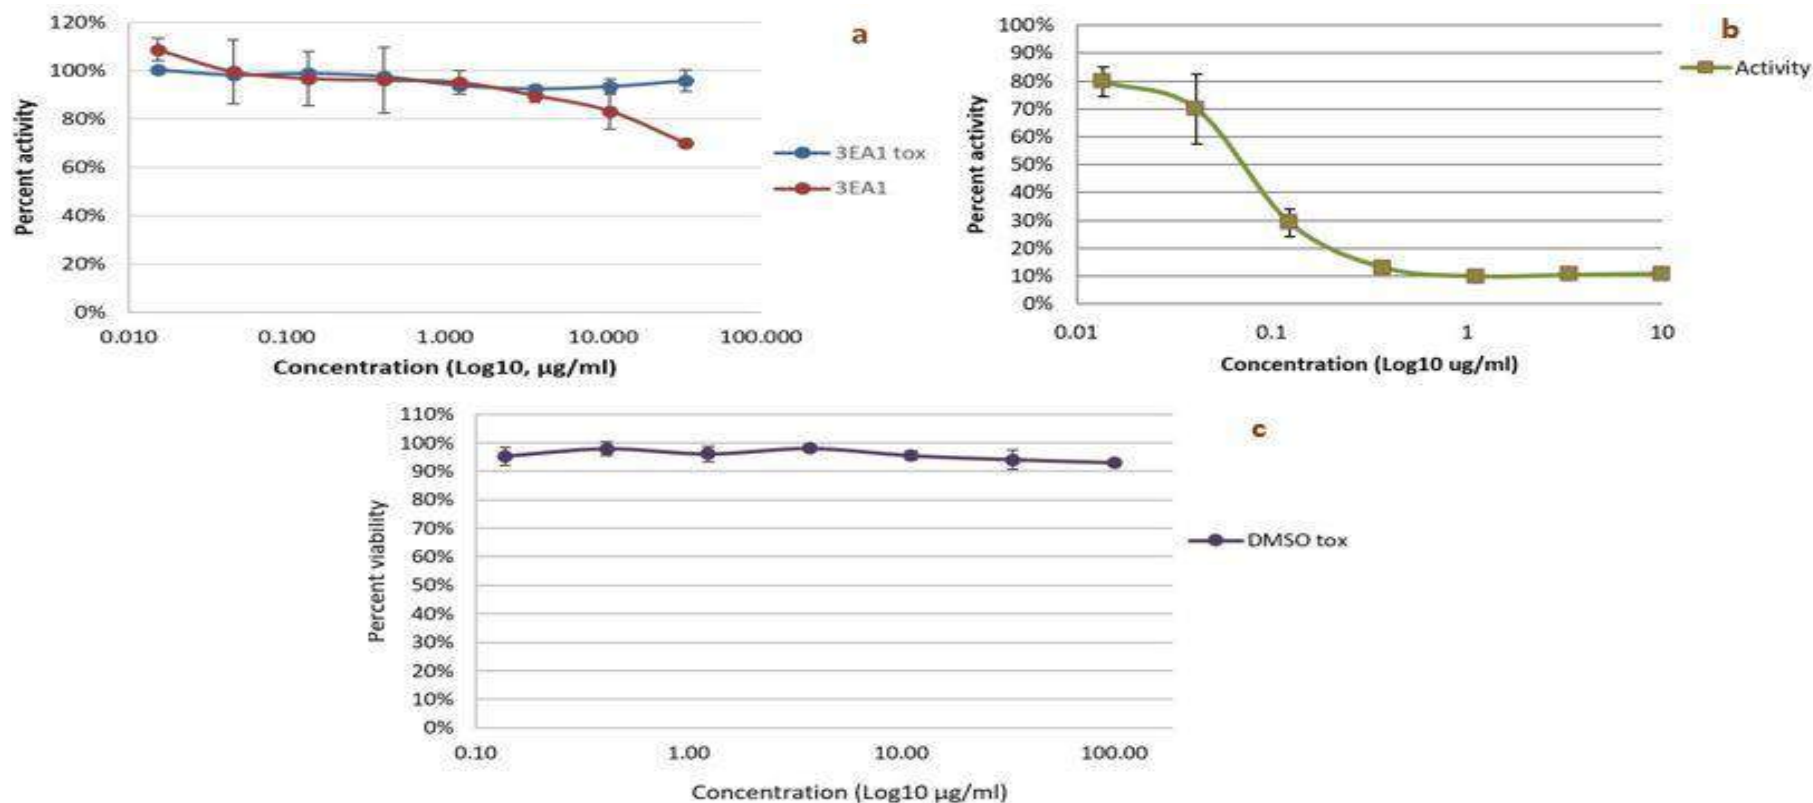 a
120%
100%
80%
60%
40%
20%
0%
Percent activity
0.010 0.100 1.000 10.000 100.000
Concentration (Log10, µg/ml)
3EA1 tox
3EA1
b
100%
90%
80%
70%
60%
50%
40%
30%
20%
10%
0%
Percent activity
0.01 0.1 1 10
Concentration (Log10 ug/ml)
Activity
c
110%
100%
90%
80%
70%
60%
50%
40%
30%
20%
10%
0%
Percent viability
0.10 1.00 10.00 100.00
Concentration (Log10 µg/ml)
DMSO tox